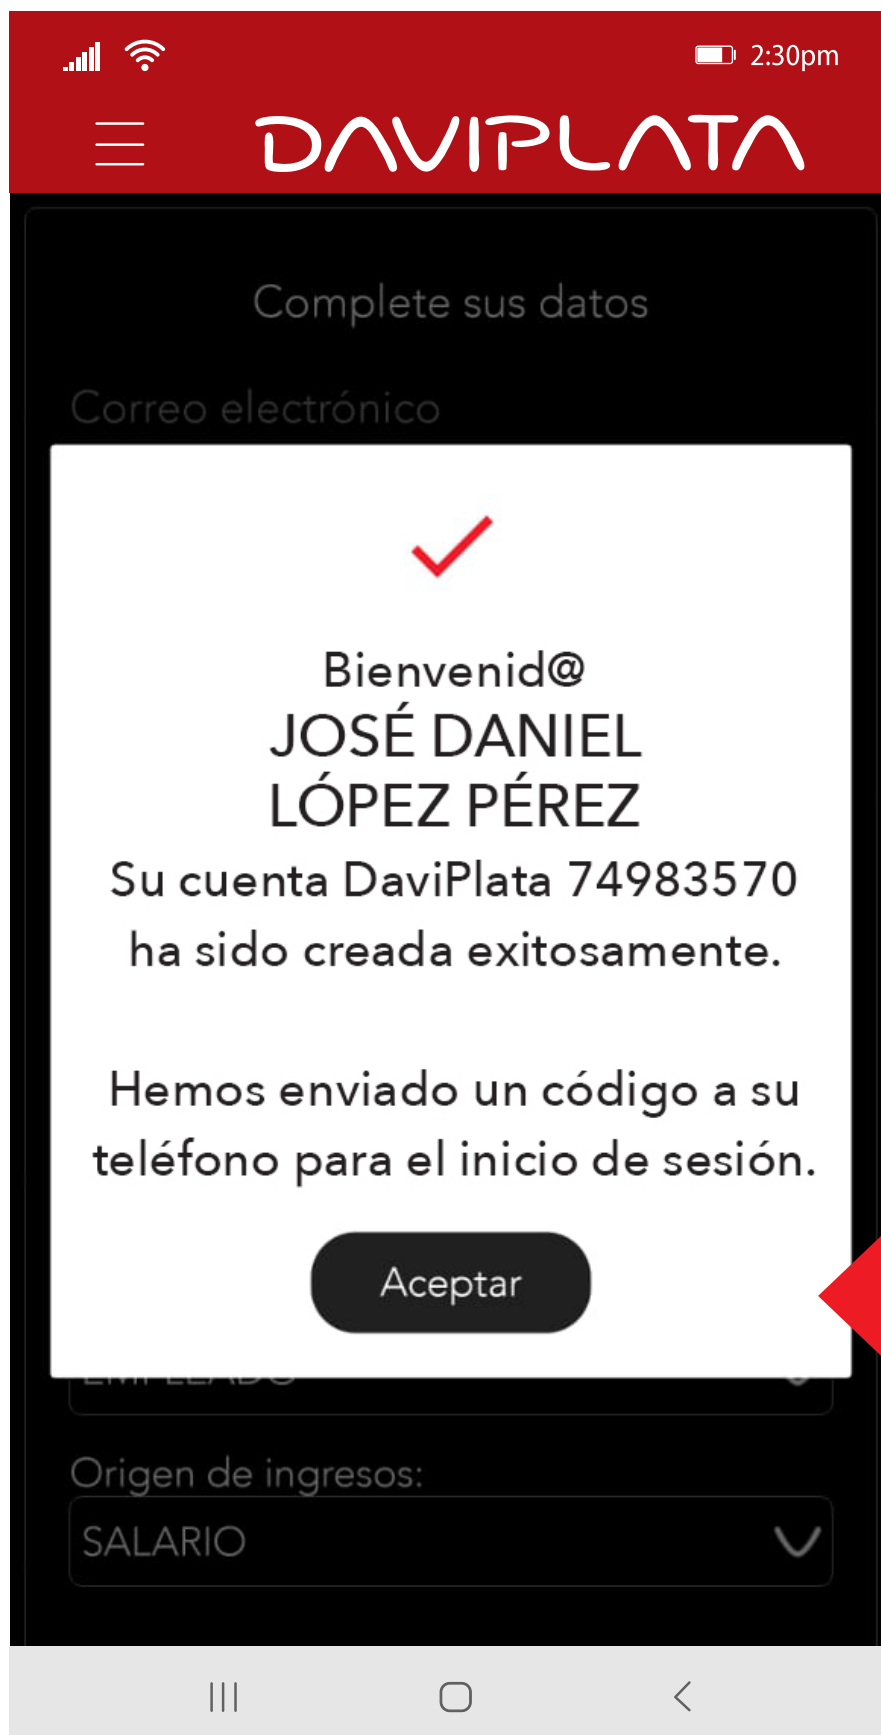 2:30pm
DAVIPLATA
Complete sus datos
Correo electrónico
Bienvenid@
JOSÉ DANIEL
LÓPEZ PÉREZ
Su cuenta DaviPlata 74983570
ha sido creada exitosamente.
Hemos enviado un código a su
teléfono para el inicio de sesión.
Aceptar
EMPLEADO
Origen de ingresos:
SALARIO